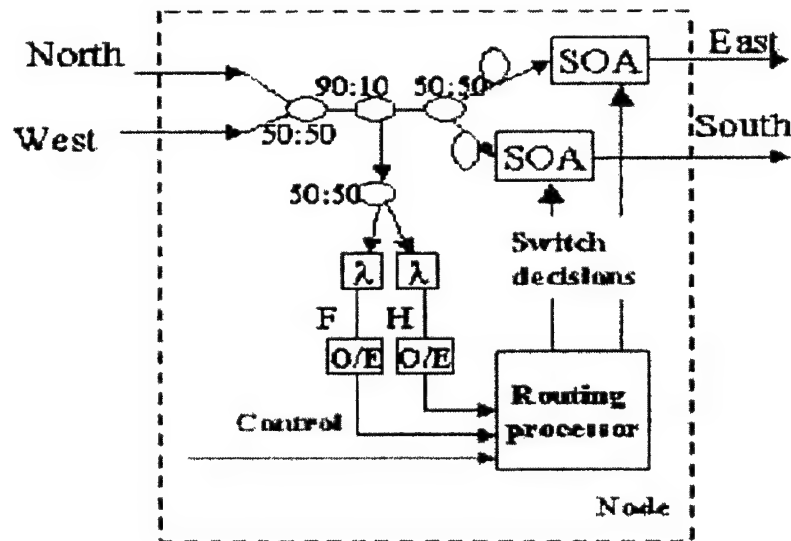 North
West
50:50
90:10
50:50
SOA
East
SOA
South
50:50
λ
λ
F
H
O/E
O/E
Switch
decisions
Control
Routing
processor
Node